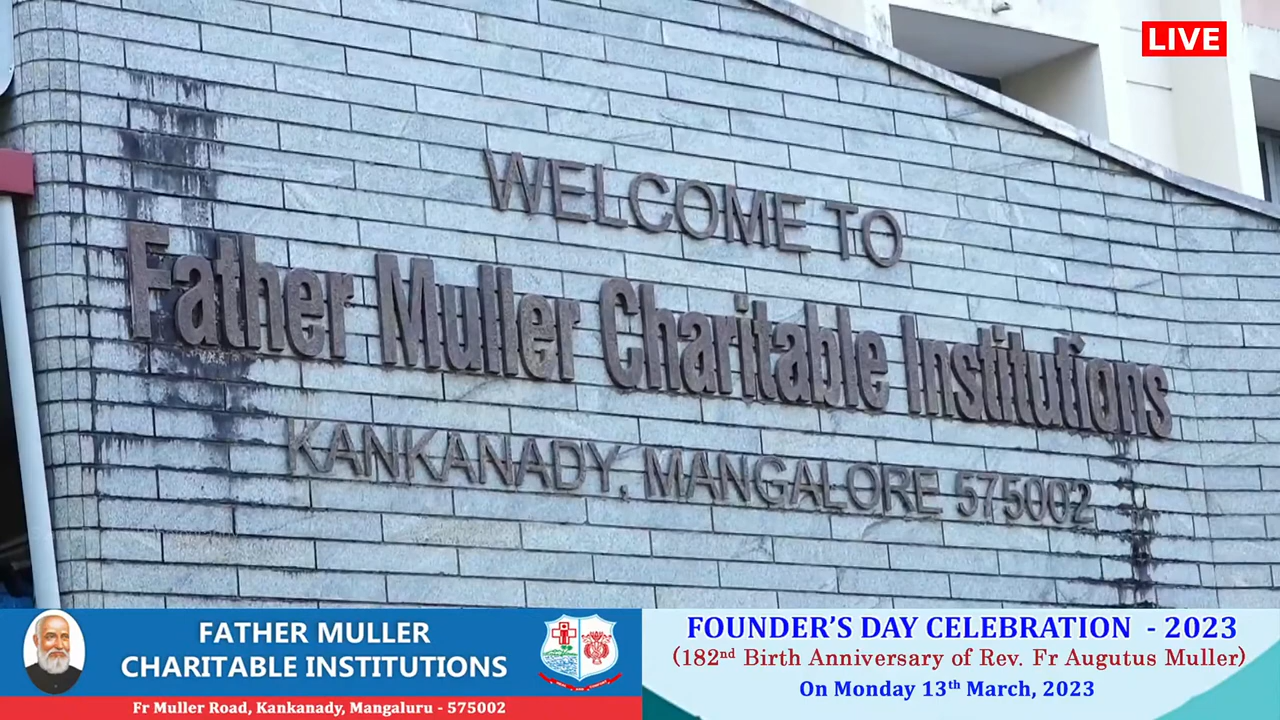 LIVE
WELCOME TO
Father Muller Charitable Institutions
KANKANADY, MANGALORE 575002
FATHER MULLER
CHARITABLE INSTITUTIONS
Fr Muller Road, Kankanady, Mangaluru - 575002
FOUNDER'S DAY CELEBRATION - 2023
(182nd Birth Anniversary of Rev. Fr Augutus Muller)
On Monday 13th March, 2023